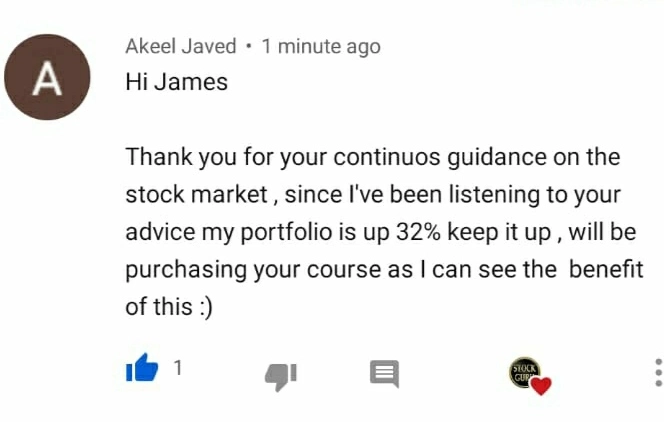 A
Akeel Javed • 1 minute ago
Hi James
Thank you for your continuos guidance on the
stock market , since I've been listening to your
advice my portfolio is up 32% keep it up , will be
purchasing your course as I can see the  benefit
of this :)
1
STOCK
GURU